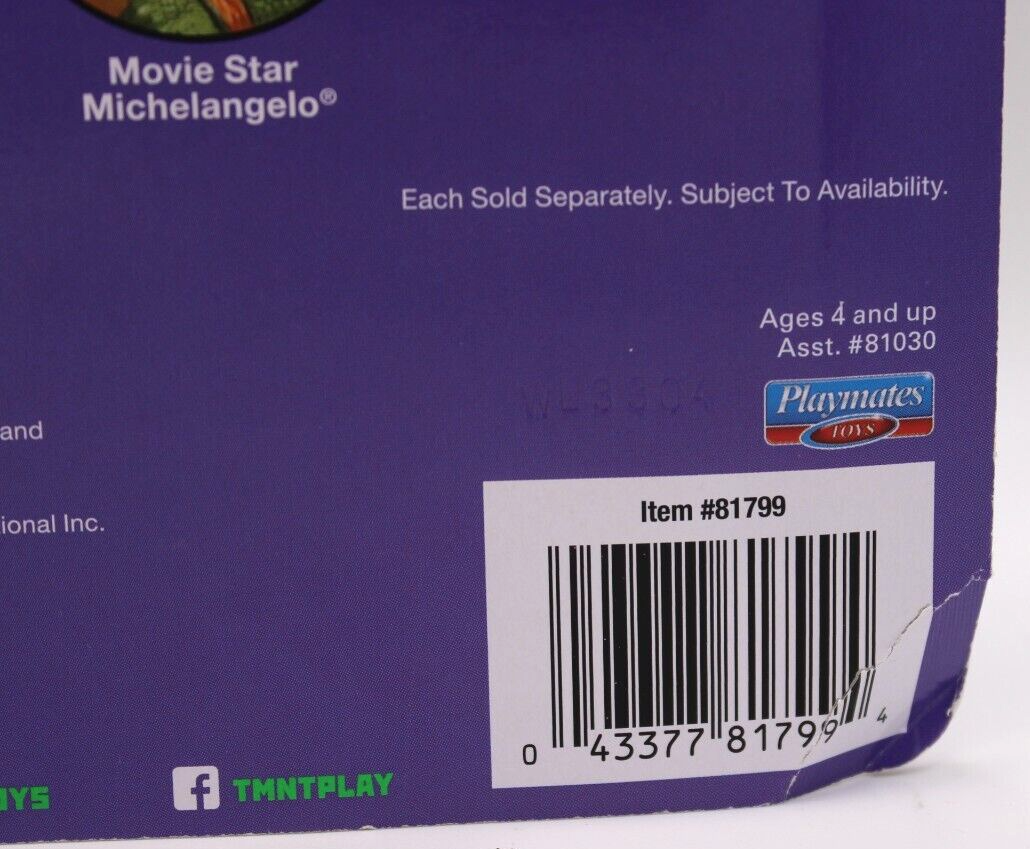 Movie Star
Michelangelo®
Each Sold Separately. Subject To Availability.
Ages 4 and up
Asst. #81030
Playmates
TOYS
and
ional Inc.
Item #81799
0 43377 81799 4
OYS
f TMNTPLAY